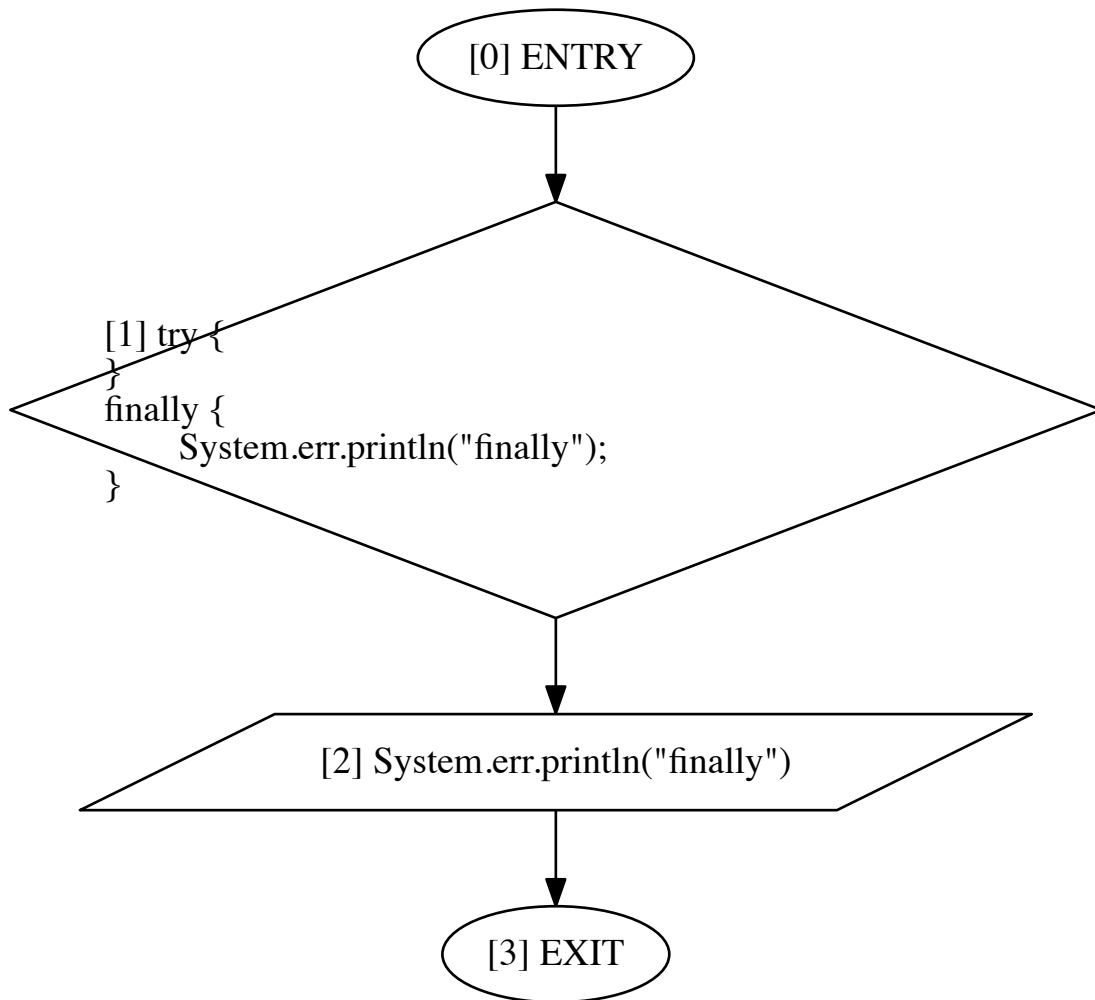 [0] ENTRY
[1] try {
}
finally {
System.err.println("finally");
}
[2] System.err.println("finally")
[3] EXIT